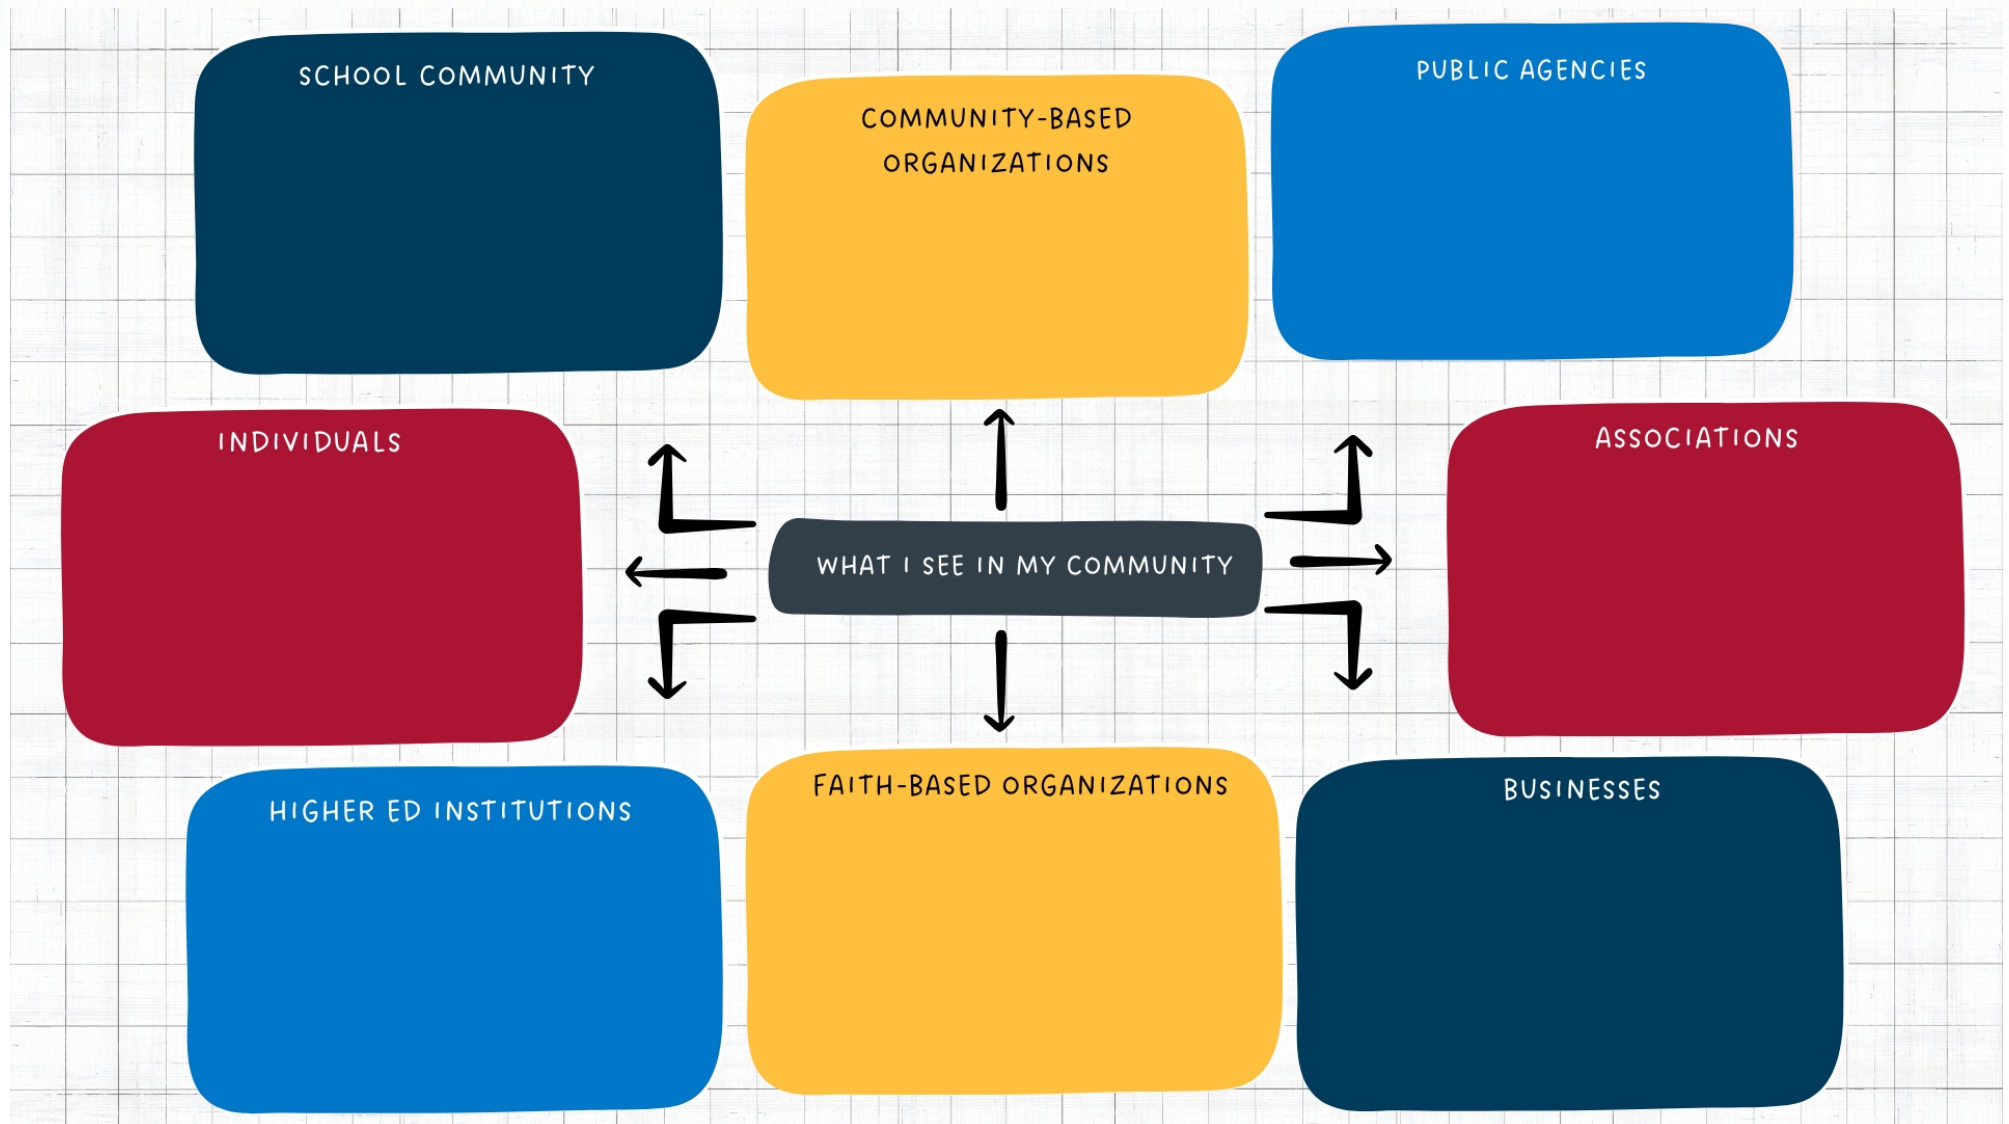 SCHOOL COMMUNITY
COMMUNITY-BASED
ORGANIZATIONS
PUBLIC AGENCIES
INDIVIDUALS
WHAT I SEE IN MY COMMUNITY
ASSOCIATIONS
HIGHER ED INSTITUTIONS
FAITH-BASED ORGANIZATIONS
BUSINESSES